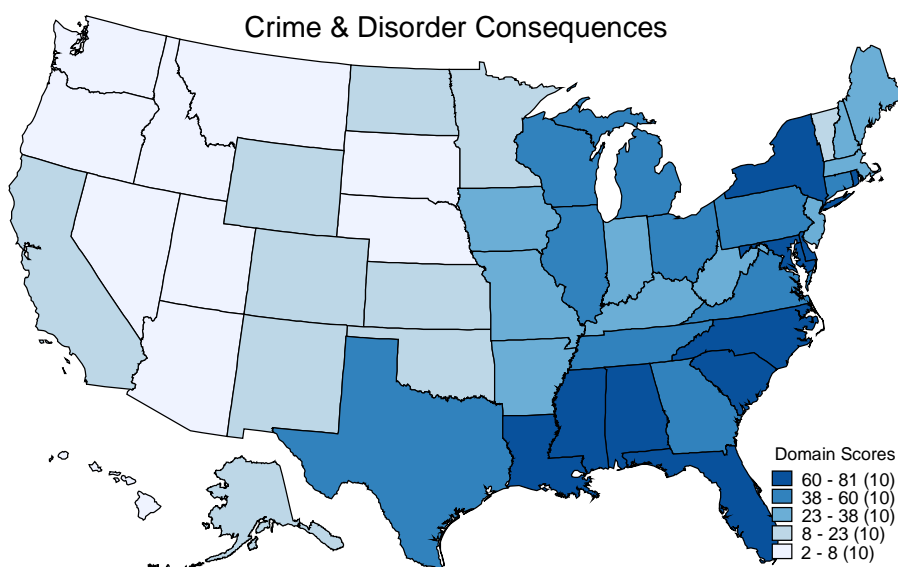 Crime & Disorder Consequences
Domain Scores
60 - 81 (10)
38 - 60 (10)
23 - 38 (10)
8 - 23 (10)
2 - 8 (10)